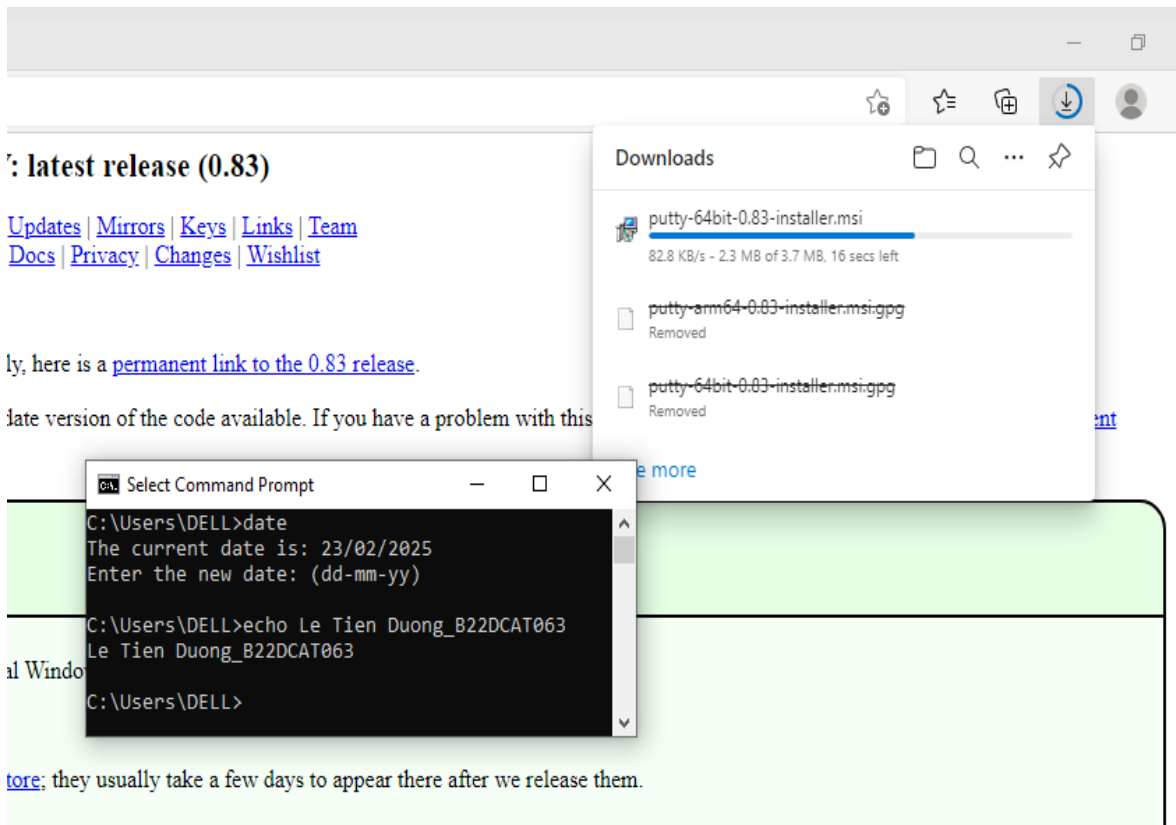 : latest release (0.83)
Updates | Mirrors | Keys | Links | Team
Docs | Privacy | Changes | Wishlist
ly, here is a permanent link to the 0.83 release.
date version of the code available. If you have a problem with this
ent
Downloads
putty-64bit-0.83-installer.msi
82.8 KB/s - 2.3 MB of 3.7 MB, 16 secs left
putty-arm64-0.83-installer.msi.gpg
Removed
putty-64bit-0.83-installer.msi.gpg
Removed
e more
Select Command Prompt
C:\Users\DELL>date
The current date is: 23/02/2025
Enter the new date: (dd-mm-yy)
C:\Users\DELL>echo Le Tien Duong_B22DCAT063
Le Tien Duong_B22DCAT063
C:\Users\DELL>
al Windo
tore; they usually take a few days to appear there after we release them.